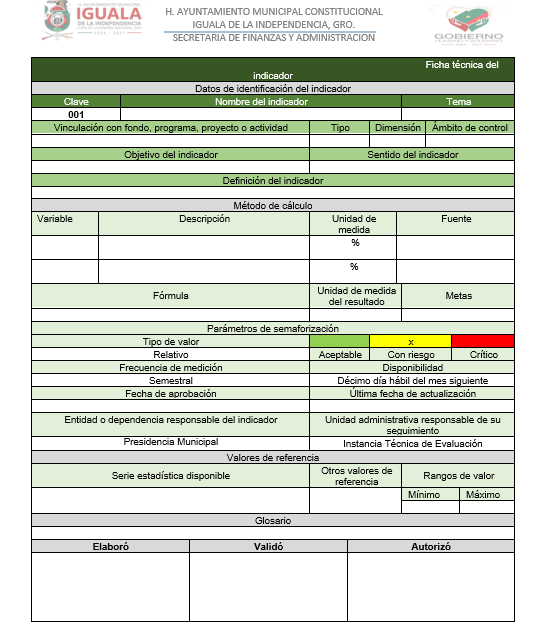 IGUALA
DE LA INDEPENDENCIA
H. AYUNTAMIENTO MUNICIPAL CONSTITUCIONAL
IGUALA DE LA INDEPENDENCIA, GRO.
SECRETARIA DE FINANZAS Y ADMINISTRACION
GOBIERNO
Ficha técnica del
indicador
Datos de identificación del indicador
Clave Nombre del indicador Tema
001
Vinculación con fondo, programa, proyecto o actividad Tipo Dimensión Ámbito de control
Objetivo del indicador Sentido del indicador
Definición del indicador
Método de cálculo
Variable Descripción Unidad de medida Fuente
%
%
Fórmula Unidad de medida del resultado Metas
Parámetros de semaforización
Tipo de valor x
Relativo Aceptable Con riesgo Crítico
Frecuencia de medición Disponibilidad
Semestral Décimo día hábil del mes siguiente
Fecha de aprobación Última fecha de actualización
Entidad o dependencia responsable del indicador Unidad administrativa responsable de su seguimiento
Presidencia Municipal Instancia Técnica de Evaluación
Valores de referencia
Serie estadística disponible Otros valores de referencia Rangos de valor
Mínimo Máximo
Glosario
Elaboró Validó Autorizó